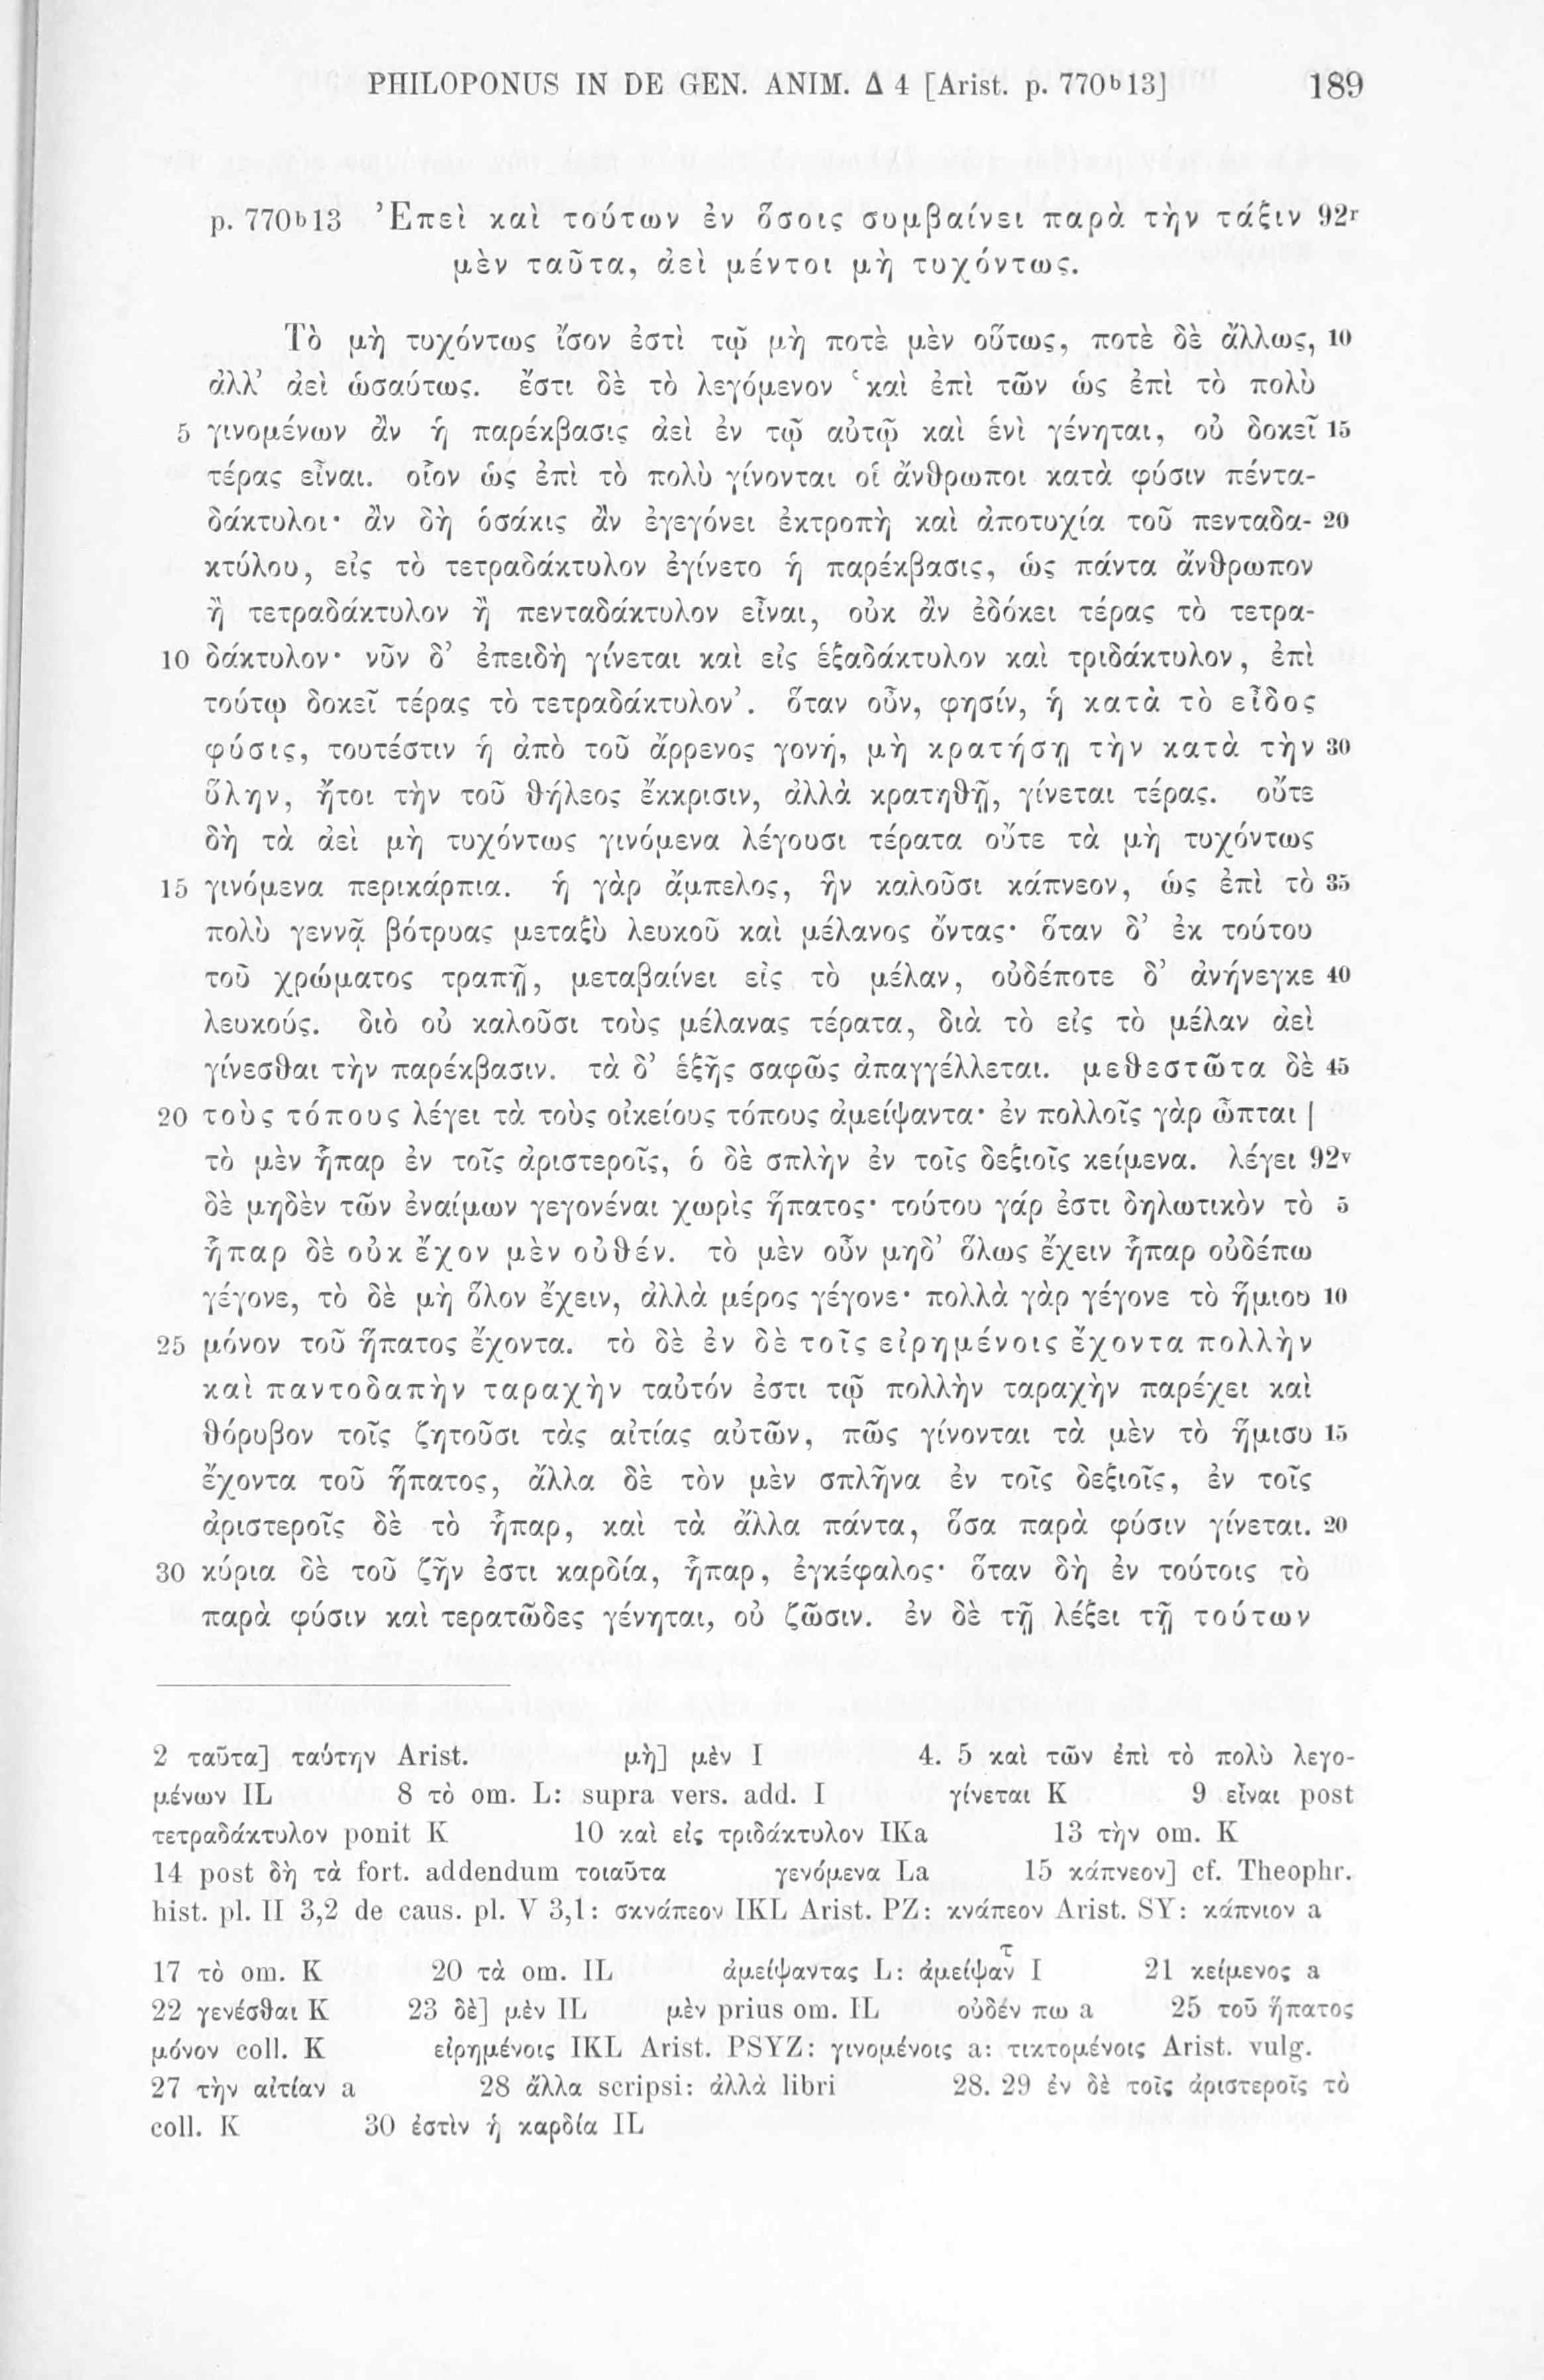 PHILOPONUS IN DE GEN. ANIM. Δ 4 [Arist. p. 770b13] 189
p. 770b13 Ἐπεὶ καὶ τούτων ἐν ὅσοις συμβαίνει παρὰ τὴν τάξιν 92r
μὲν ταῦτα, ἀεὶ μέντοι μὴ τυχόντως.
Τὸ μὴ τυχόντως ἴσον ἐστὶ τῷ μὴ ποτὲ μὲν οὕτως, ποτὲ δὲ ἄλλως, 10
ἀλλ’ ἀεὶ ὡσαύτως. ἔστι δὲ τὸ λεγόμενον ‘καὶ ἐπὶ τῶν ὡς ἐπὶ τὸ πολὺ
5 γινομένων ἂν ἡ παρέκβασις ἀεὶ ἐν τῷ αὐτῷ καὶ ἑνὶ γένηται, οὐ δοκεῖ 15
τέρας εἶναι. οἷον ὡς ἐπὶ τὸ πολὺ γίνονται οἱ ἄνθρωποι κατὰ φύσιν πέντα-
δάκτυλοι· ἂν δὴ ὁσάκις ἂν ἐγεγόνει ἐκτροπὴ καὶ ἀποτυχία τοῦ πενταδα- 20
κτύλου, εἰς τὸ τετραδάκτυλον ἐγίνετο ἡ παρέκβασις, ὡς πάντα ἄνθρωπον
ἢ τετραδάκτυλον ἢ πενταδάκτυλον εἶναι, οὐκ ἂν ἐδόκει τέρας τὸ τετρα-
10 δάκτυλον· νῦν δ’ ἐπειδὴ γίνεται καὶ εἰς ἑξαδάκτυλον καὶ τριδάκτυλον, ἐπὶ
τούτῳ δοκεῖ τέρας τὸ τετραδάκτυλον’. ὅταν οὖν, φησίν, ἡ κατὰ τὸ εἶδος
φύσις, τουτέστιν ἡ ἀπὸ τοῦ ἄρρενος γονή, μὴ κρατήσῃ τὴν κατὰ τὴν 30
ὕλην, ἤτοι τὴν τοῦ θήλεος ἔκκρισιν, ἀλλὰ κρατηθῇ, γίνεται τέρας. οὔτε
δὴ τὰ ἀεὶ μὴ τυχόντως γινόμενα λέγουσι τέρατα οὔτε τὰ μὴ τυχόντως
15 γινόμενα περικάρπια. ἡ γὰρ ἄμπελος, ἣν καλοῦσι κάπνεον, ὡς ἐπὶ τὸ 35
πολὺ γεννᾷ βότρυας μεταξὺ λευκοῦ καὶ μέλανος ὄντας· ὅταν δ’ ἐκ τούτου
τοῦ χρώματος τραπῇ, μεταβαίνει εἰς τὸ μέλαν, οὐδέποτε δ’ ἀνήνεγκε 40
λευκούς. διὸ οὐ καλοῦσι τοὺς μέλανας τέρατα, διὰ τὸ εἰς τὸ μέλαν ἀεὶ
γίνεσθαι τὴν παρέκβασιν. τὰ δ’ ἑξῆς σαφῶς ἀπαγγέλλεται. μεθεστῶτα δὲ 45
20 τοὺς τόπους λέγει τὰ τοὺς οἰκείους τόπους ἀμείψαντα· ἐν πολλοῖς γὰρ ὦπται |
τὸ μὲν ἧπαρ ἐν τοῖς ἀριστεροῖς, ὁ δὲ σπλὴν ἐν τοῖς δεξιοῖς κείμενα. λέγει 92v
δὲ μηδὲν τῶν ἐναίμων γεγονέναι χωρὶς ἥπατος· τούτου γάρ ἐστι δηλωτικὸν τὸ 5
ἧπαρ δὲ οὐκ ἔχον μὲν οὐθέν. τὸ μὲν οὖν μηδ’ ὅλως ἔχειν ἧπαρ οὐδέπω
γέγονε, τὸ δὲ μὴ ὅλον ἔχειν, ἀλλὰ μέρος γέγονε· πολλὰ γὰρ γέγονε τὸ ἥμισυ 10
25 μόνον τοῦ ἥπατος ἔχοντα. τὸ δὲ ἐν δὲ τοῖς εἰρημένοις ἔχοντα πολλὴν
καὶ παντοδαπὴν ταραχὴν ταὐτόν ἐστι τῷ πολλὴν ταραχὴν παρέχει καὶ
θόρυβον τοῖς ζητοῦσι τὰς αἰτίας αὐτῶν, πῶς γίνονται τὰ μὲν τὸ ἥμισυ 15
ἔχοντα τοῦ ἥπατος, ἄλλα δὲ τὸν μὲν σπλῆνα ἐν τοῖς δεξιοῖς, ἐν τοῖς
ἀριστεροῖς δὲ τὸ ἧπαρ, καὶ τὰ ἄλλα πάντα, ὅσα παρὰ φύσιν γίνεται. 20
30 κύρια δὲ τοῦ ζῆν ἐστι καρδία, ἧπαρ, ἐγκέφαλος· ὅταν δὴ ἐν τούτοις τὸ
παρὰ φύσιν καὶ τερατῶδες γένηται, οὐ ζῶσιν. ἐν δὲ τῇ λέξει τῇ τούτων
2 ταῦτα] ταύτην Arist. μὴ] μὲν I 4. 5 καὶ τῶν ἐπὶ τὸ πολὺ λεγο-
μένων IL 8 τὸ om. L: supra vers. add. I γίνεται K 9 εἶναι post
τετραδάκτυλον ponit K 10 καὶ εἰς τριδάκτυλον IKa 13 τὴν om. K
14 post δὴ τὰ fort. addendum τοιαῦτα γενόμενα La 15 κάπνεον] cf. Theophr.
hist. pl. II 3,2 de caus. pl. V 3,1: σκνάπεον IKL Arist. PZ: κνάπεον Arist. SY: κάπνιον a
17 τὸ om. K 20 τὰ om. IL ἀμείψαντας L: ἀμείψαντ I 21 κείμενος a
22 γενέσθαι K 23 δὲ] μὲν IL μὲν prius om. IL οὐδέν πω a 25 τοῦ ἥπατος
μόνον coll. K εἰρημένοις IKL Arist. PSYZ: γινομένοις a: τικτομένοις Arist. vulg.
27 τὴν αἰτίαν a 28 ἄλλα scripsi: ἀλλὰ libri 28. 29 ἐν δὲ τοῖς ἀριστεροῖς τὸ
coll. K 30 ἐστὶν ἡ καρδία IL